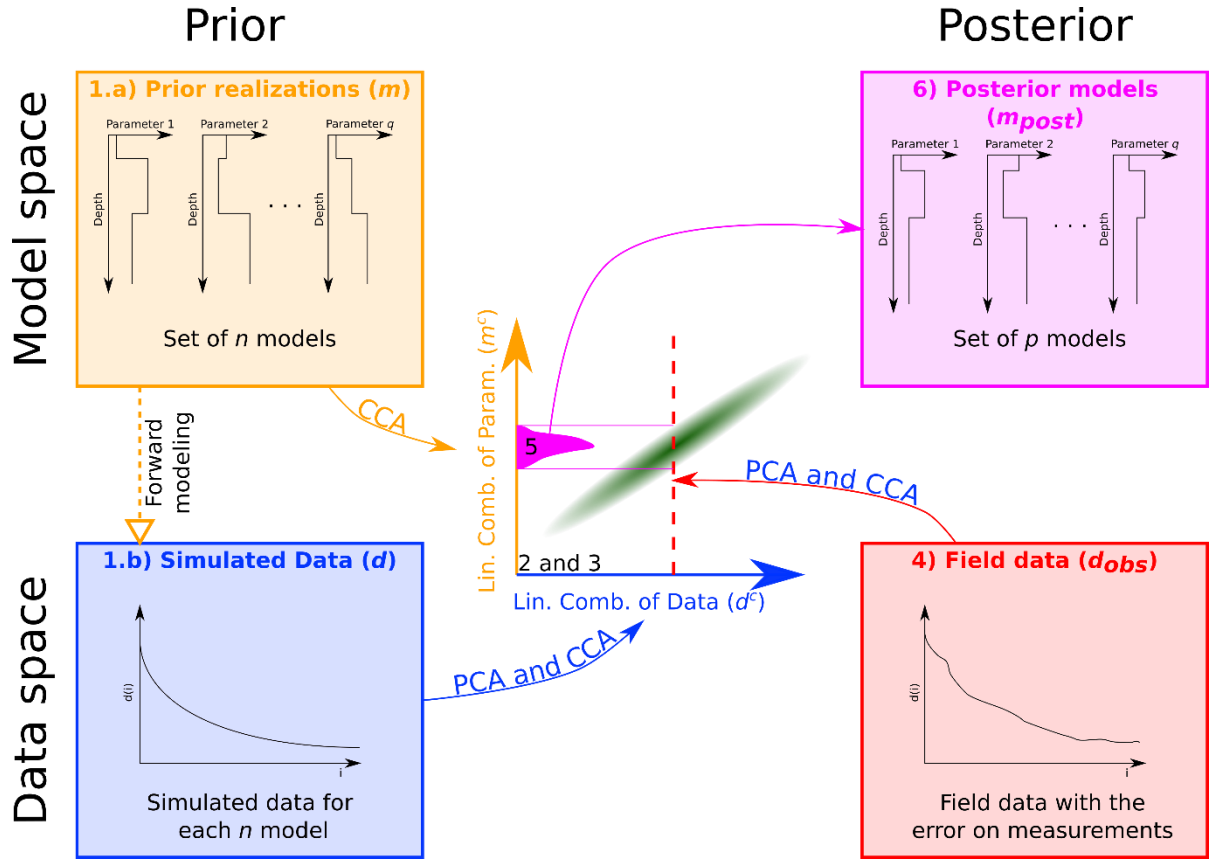 Prior
Posterior
Model space
1.a) Prior realizations (m)
Parameter 1
Parameter 2
Parameter q
Depth
Depth
. . .
Depth
Set of n models
6) Posterior models
(mpost)
Parameter 1
Parameter 2
Parameter q
Depth
Depth
. . .
Depth
Set of p models
Forward
modeling
CCA
Lin. Comb. of Param. (m^c)
5
2 and 3
Lin. Comb. of Data (d^c)
PCA and CCA
PCA and CCA
Data space
1.b) Simulated Data (d)
d(i)
i
Simulated data for
each n model
4) Field data (dobs)
d(i)
i
Field data with the
error on measurements